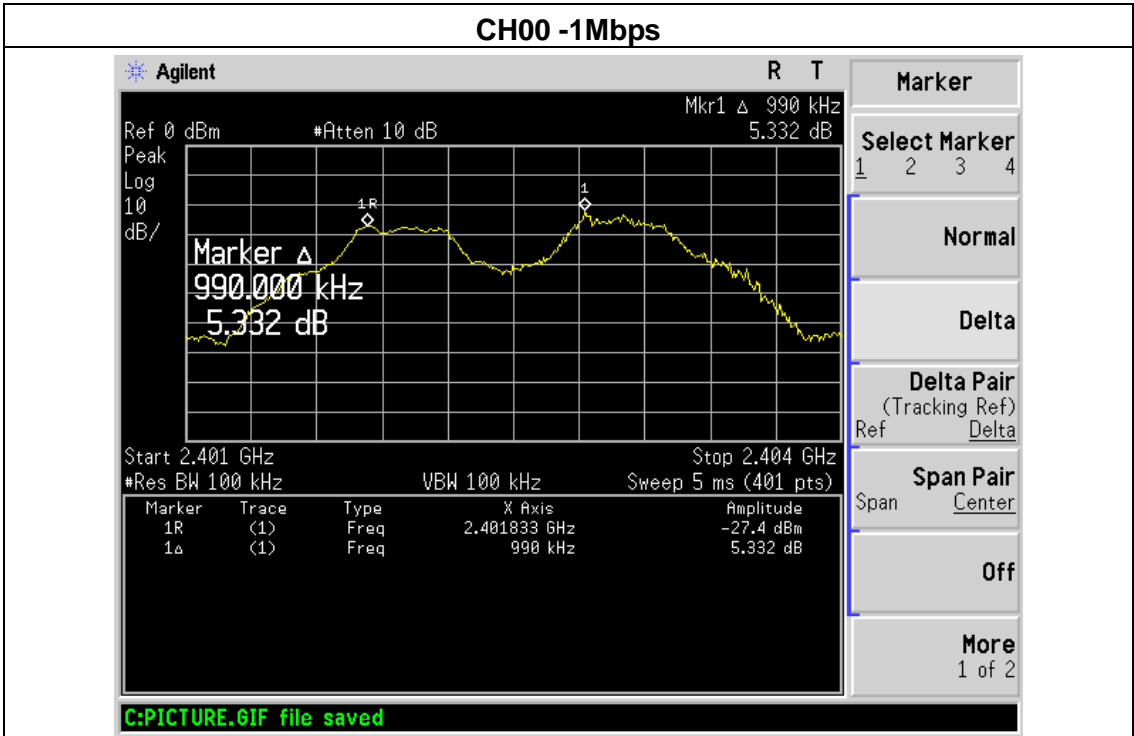 CH00 -1Mbps
Agilent R T
Mkr1 Δ 990 kHz
Ref 0 dBm #Atten 10 dB 5.332 dB
Peak
Log
10
dB/
1R
1
Marker Δ
990.000 kHz
5.332 dB
Start 2.401 GHz Stop 2.404 GHz
#Res BW 100 kHz VBW 100 kHz Sweep 5 ms (401 pts)
Marker Trace Type X Axis Amplitude
1R (1) Freq 2.401833 GHz -27.4 dBm
1Δ (1) Freq 990 kHz 5.332 dB
C:PICTURE.GIF file saved
Marker
Select Marker
1 2 3 4
Normal
Delta
Delta Pair
(Tracking Ref)
Ref Delta
Span Pair
Span Center
Off
More
1 of 2